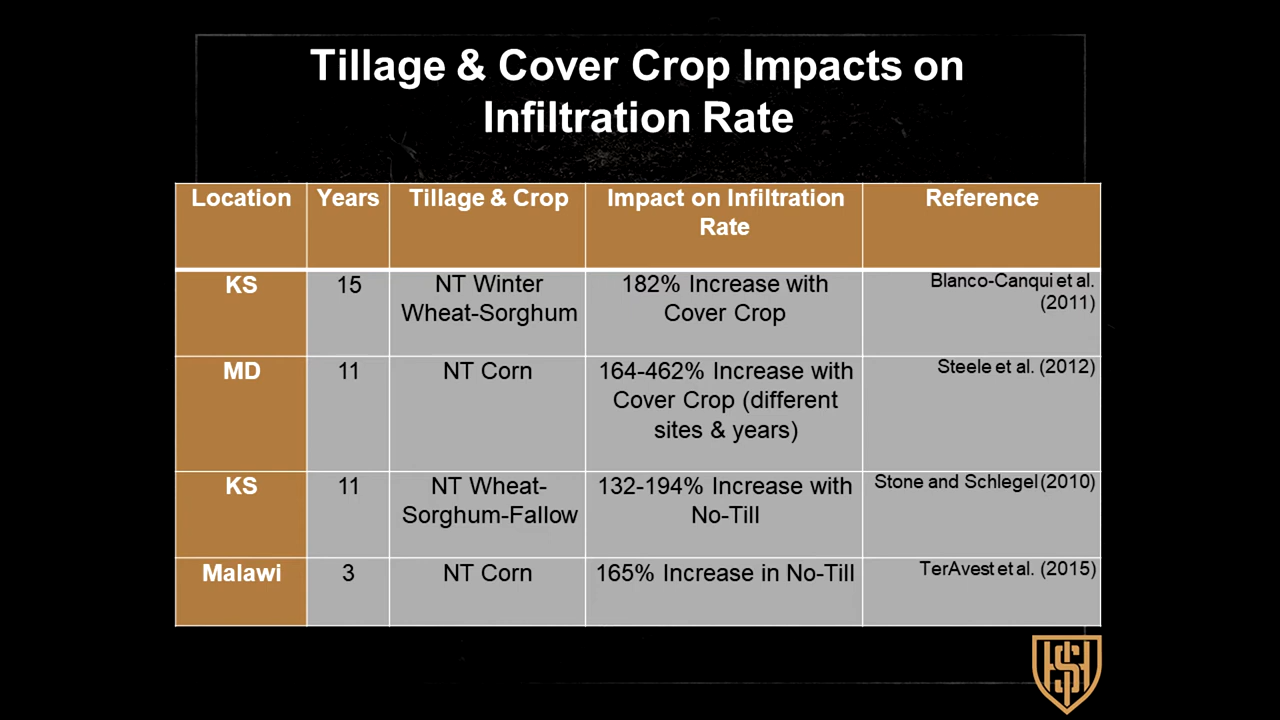 Tillage & Cover Crop Impacts on
Infiltration Rate
Location Years Tillage & Crop Impact on Infiltration Rate Reference
KS 15 NT Winter Wheat-Sorghum 182% Increase with Cover Crop Blanco-Canqui et al. (2011)
MD 11 NT Corn 164-462% Increase with Cover Crop (different sites & years) Steele et al. (2012)
KS 11 NT Wheat-Sorghum-Fallow 132-194% Increase with No-Till Stone and Schlegel (2010)
Malawi 3 NT Corn 165% Increase in No-Till TerAvest et al. (2015)